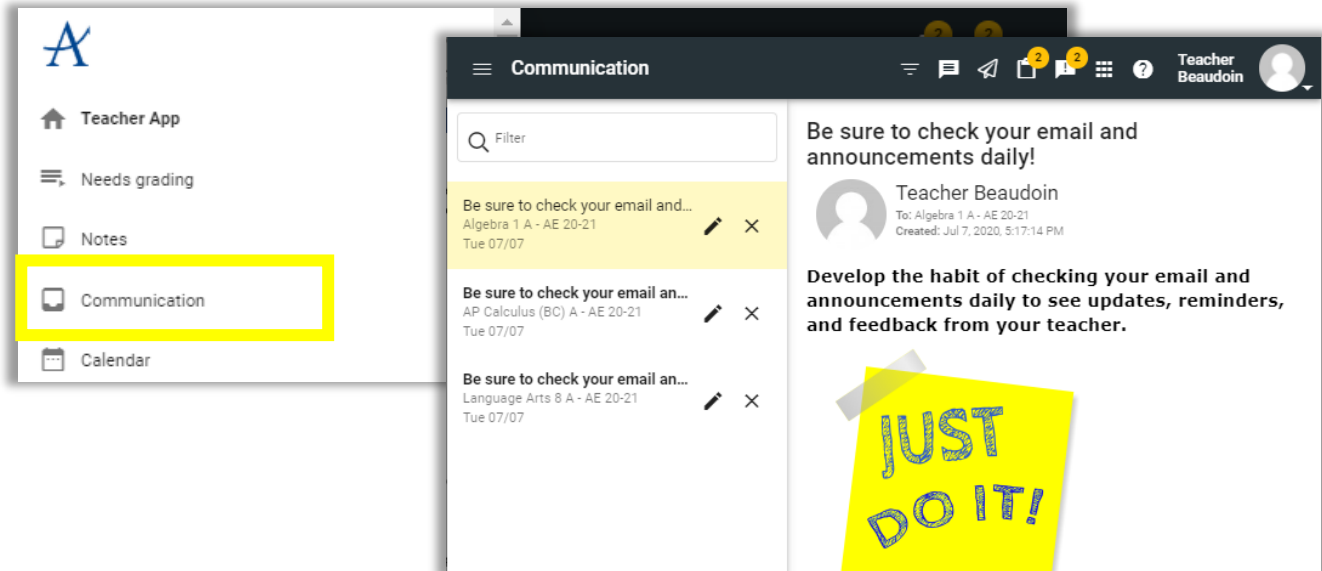 A
Teacher App
Needs grading
Notes
Communication
Calendar
2 2
Communication
2 2
?
Teacher
Beaudoin
Filter
Be sure to check your email and...
Algebra 1 A - AE 20-21
Tue 07/07
Be sure to check your email an...
AP Calculus (BC) A - AE 20-21
Tue 07/07
Be sure to check your email an...
Language Arts 8 A - AE 20-21
Tue 07/07
Be sure to check your email and
announcements daily!
Teacher Beaudoin
To: Algebra 1 A - AE 20-21
Created: Jul 7, 2020, 5:17:14 PM
Develop the habit of checking your email and
announcements daily to see updates, reminders,
and feedback from your teacher.
JUST
DO IT!